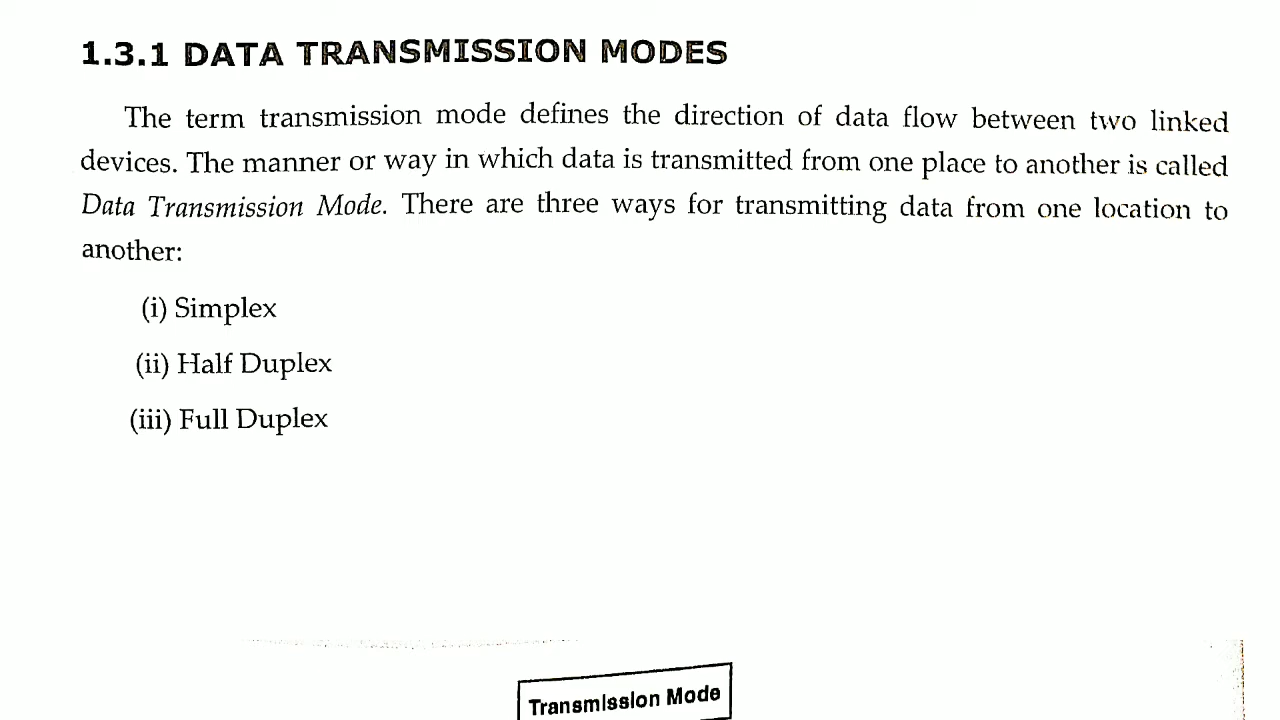 1.3.1 DATA TRANSMISSION MODES
The term transmission mode defines the direction of data flow between two linked
devices. The manner or way in which data is transmitted from one place to another is called
Data Transmission Mode. There are three ways for transmitting data from one location to
another:
(i) Simplex
(ii) Half Duplex
(iii) Full Duplex
Transmission Mode